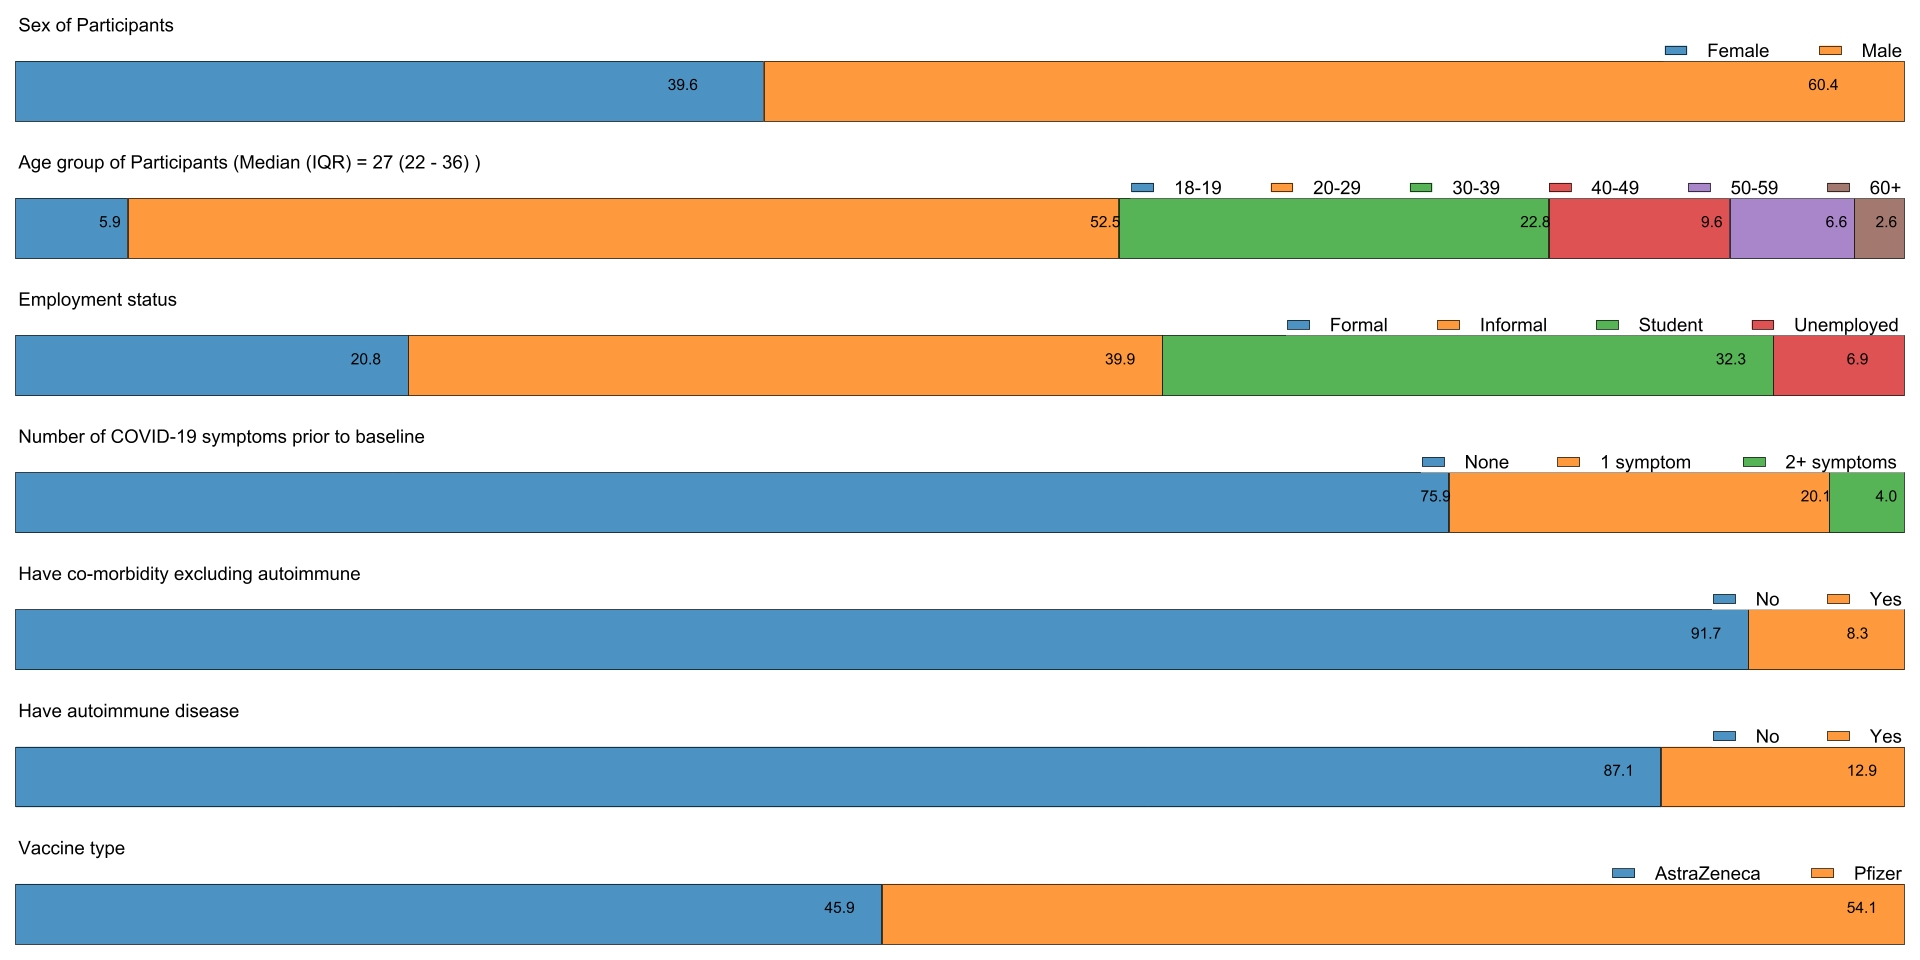 Sex of Participants
Female Male
39.6 60.4
Age group of Participants (Median (IQR) = 27 (22 - 36) )
18-19 20-29 30-39 40-49 50-59 60+
5.9 52.5 22.8 9.6 6.6 2.6
Employment status
Formal Informal Student Unemployed
20.8 39.9 32.3 6.9
Number of COVID-19 symptoms prior to baseline
None 1 symptom 2+ symptoms
75.9 20.1 4.0
Have co-morbidity excluding autoimmune
No Yes
91.7 8.3
Have autoimmune disease
No Yes
87.1 12.9
Vaccine type
AstraZeneca Pfizer
45.9 54.1